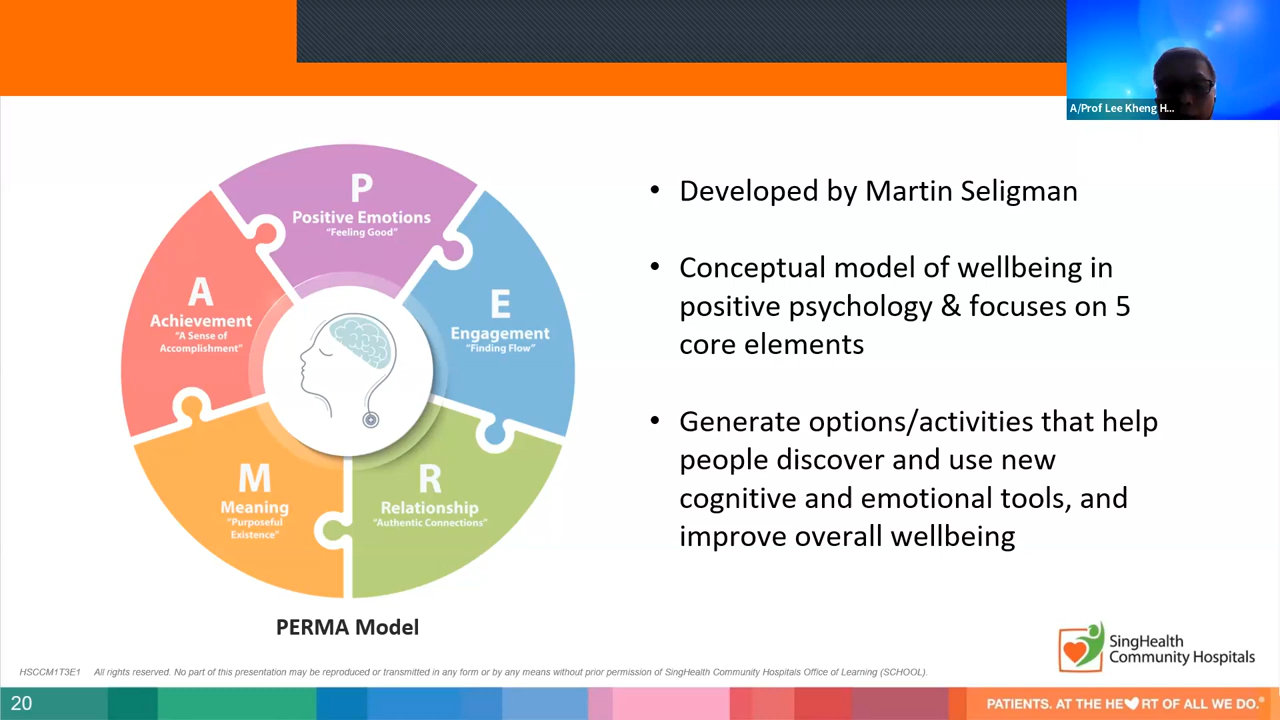 A/Prof Lee Kheng H...
P
Positive Emotions
"Feeling Good"
E
Engagement
"Finding Flow"
R
Relationship
"Authentic Connections"
M
Meaning
"Purposeful
Existence"
A
Achievement
"A Sense of
Accomplishment"
PERMA Model
• Developed by Martin Seligman
• Conceptual model of wellbeing in
positive psychology & focuses on 5
core elements
• Generate options/activities that help
people discover and use new
cognitive and emotional tools, and
improve overall wellbeing
SingHealth
Community Hospitals
HSCCM1T3E1 All rights reserved. No part of this presentation may be reproduced or transmitted in any form or by any means without prior permission of SingHealth Community Hospitals Office of Learning (SCHOOL).
20
PATIENTS. AT THE HE♥RT OF ALL WE DO.®